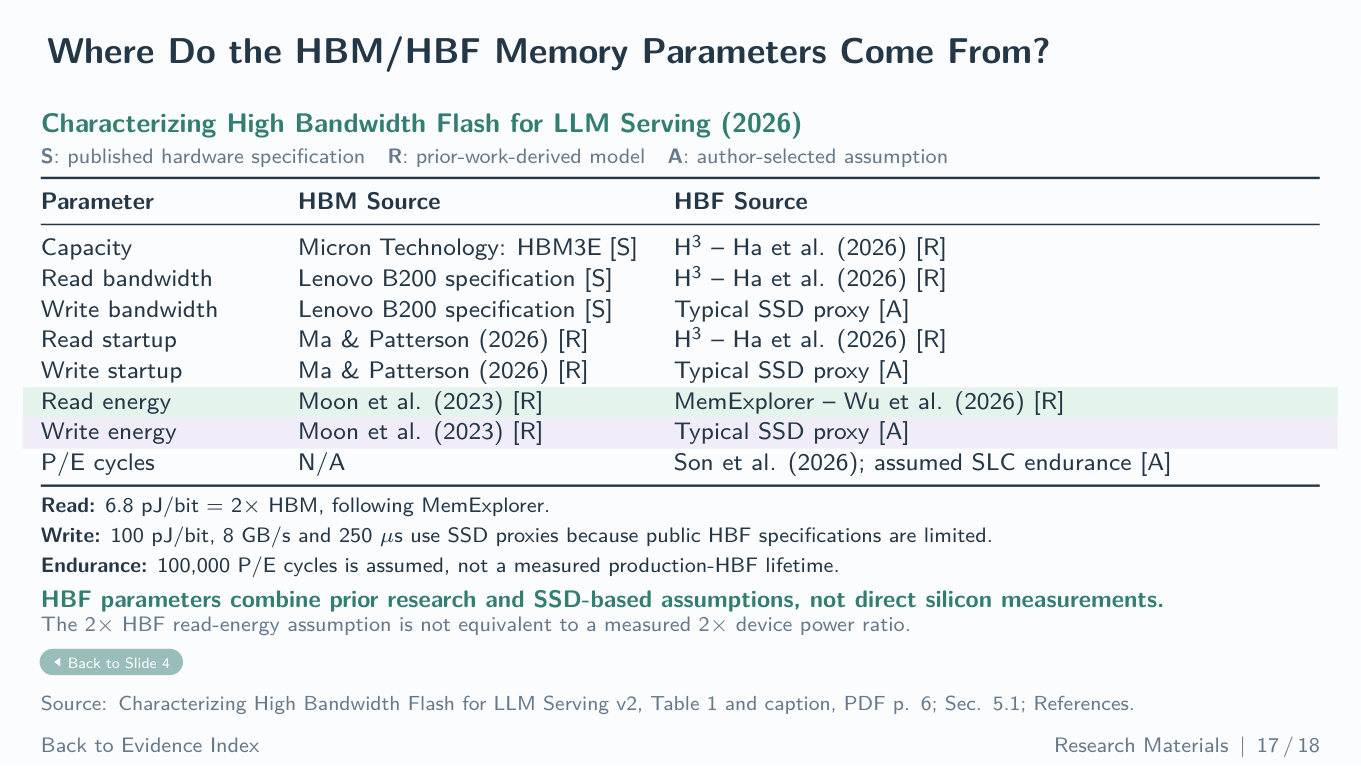 Where Do the HBM/HBF Memory Parameters Come From?
Characterizing High Bandwidth Flash for LLM Serving (2026)
S: published hardware specification R: prior-work-derived model A: author-selected assumption
Parameter HBM Source HBF Source
Capacity Micron Technology: HBM3E [S] H³ – Ha et al. (2026) [R]
Read bandwidth Lenovo B200 specification [S] H³ – Ha et al. (2026) [R]
Write bandwidth Lenovo B200 specification [S] Typical SSD proxy [A]
Read startup Ma & Patterson (2026) [R] H³ – Ha et al. (2026) [R]
Write startup Ma & Patterson (2026) [R] Typical SSD proxy [A]
Read energy Moon et al. (2023) [R] MemExplorer – Wu et al. (2026) [R]
Write energy Moon et al. (2023) [R] Typical SSD proxy [A]
P/E cycles N/A Son et al. (2026); assumed SLC endurance [A]
Read: 6.8 pJ/bit = 2× HBM, following MemExplorer.
Write: 100 pJ/bit, 8 GB/s and 250 μs use SSD proxies because public HBF specifications are limited.
Endurance: 100,000 P/E cycles is assumed, not a measured production-HBF lifetime.
HBF parameters combine prior research and SSD-based assumptions, not direct silicon measurements.
The 2× HBF read-energy assumption is not equivalent to a measured 2× device power ratio.
Back to Slide 4
Source: Characterizing High Bandwidth Flash for LLM Serving v2, Table 1 and caption, PDF p. 6; Sec. 5.1; References.
Back to Evidence Index Research Materials | 17 / 18